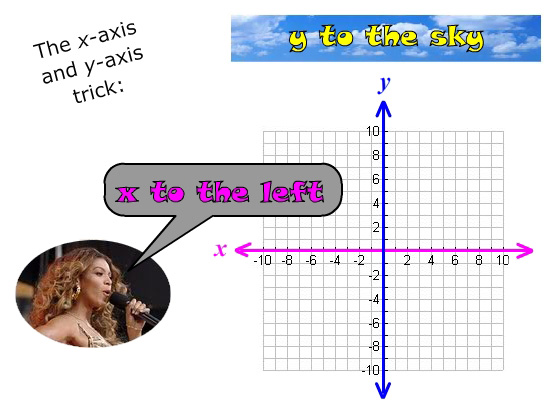 The x-axis
and y-axis
trick:
y to the sky
y
x to the left
x
10
8
6
4
2
-10 -8 -6 -4 -2 2 4 6 8 10
-2
-4
-6
-8
-10